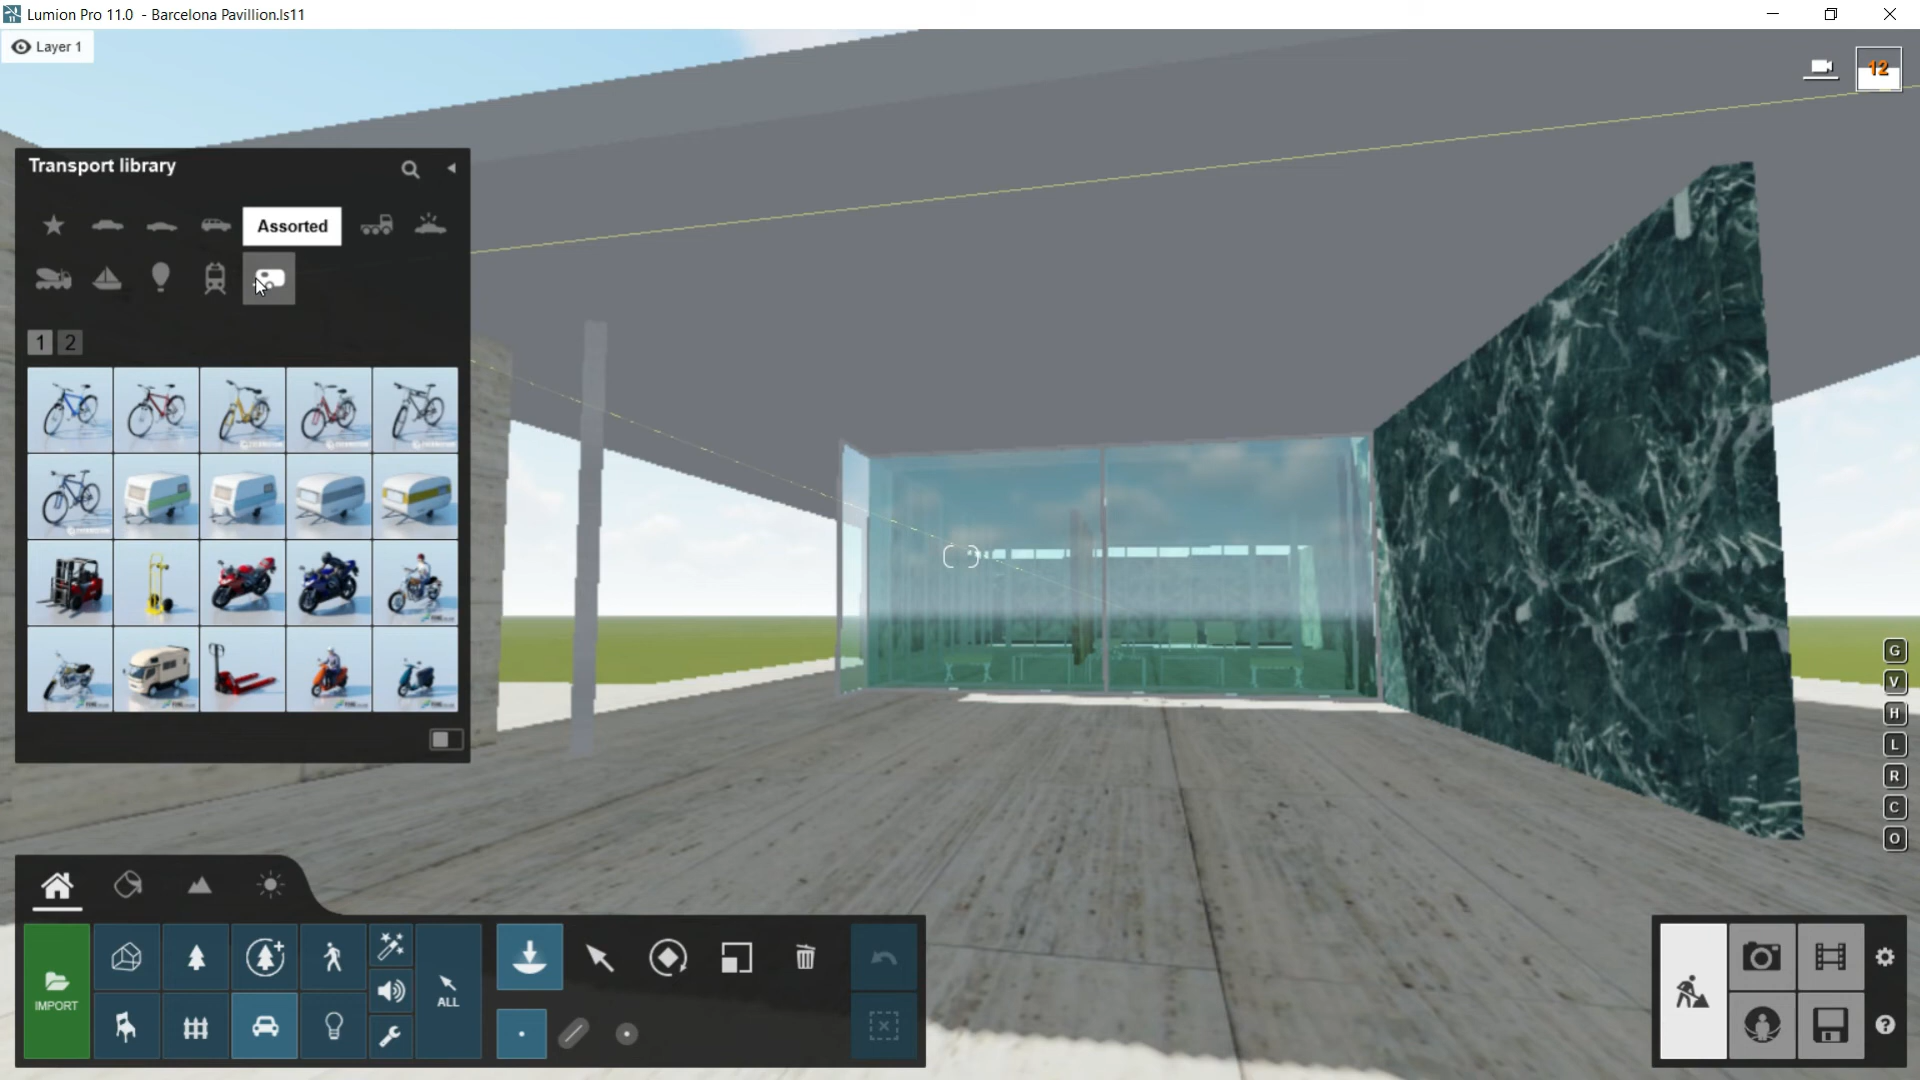 Lumion Pro 11.0 - Barcelona Pavillion.ls11
Layer 1
12
Transport library
Assorted
1 2
G
V
H
L
R
C
O
IMPORT
ALL
?